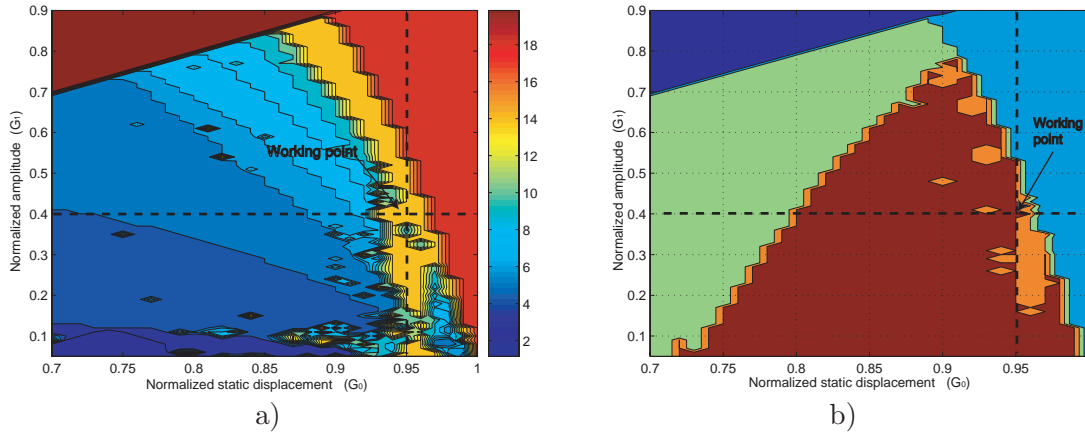 0.9
0.8
0.7
0.6
0.5
0.4
0.3
0.2
0.1
Normalized amplitude (G1)
Working point
0.7 0.75 0.8 0.85 0.9 0.95 1
Normalized static displacement (G0)
18
16
14
12
10
8
6
4
2
a)
0.9
0.8
0.7
0.6
0.5
0.4
0.3
0.2
0.1
Normalized amplitude (G1)
Working
point
0.7 0.75 0.8 0.85 0.9 0.95
Normalized static displacement (G0)
b)